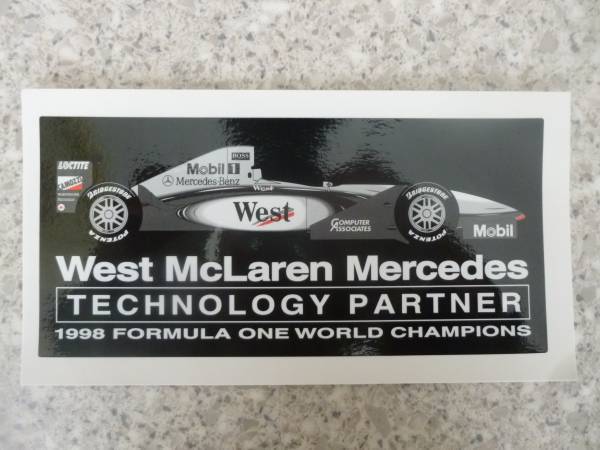 BOSS
Mobil 1
Mercedes-Benz
LOCTITE
West
BRIDGESTONE
POTENZA
West
COMPUTER
ASSOCIATES
BRIDGESTONE
POTENZA
Mobil
West McLaren Mercedes
TECHNOLOGY PARTNER
1998 FORMULA ONE WORLD CHAMPIONS